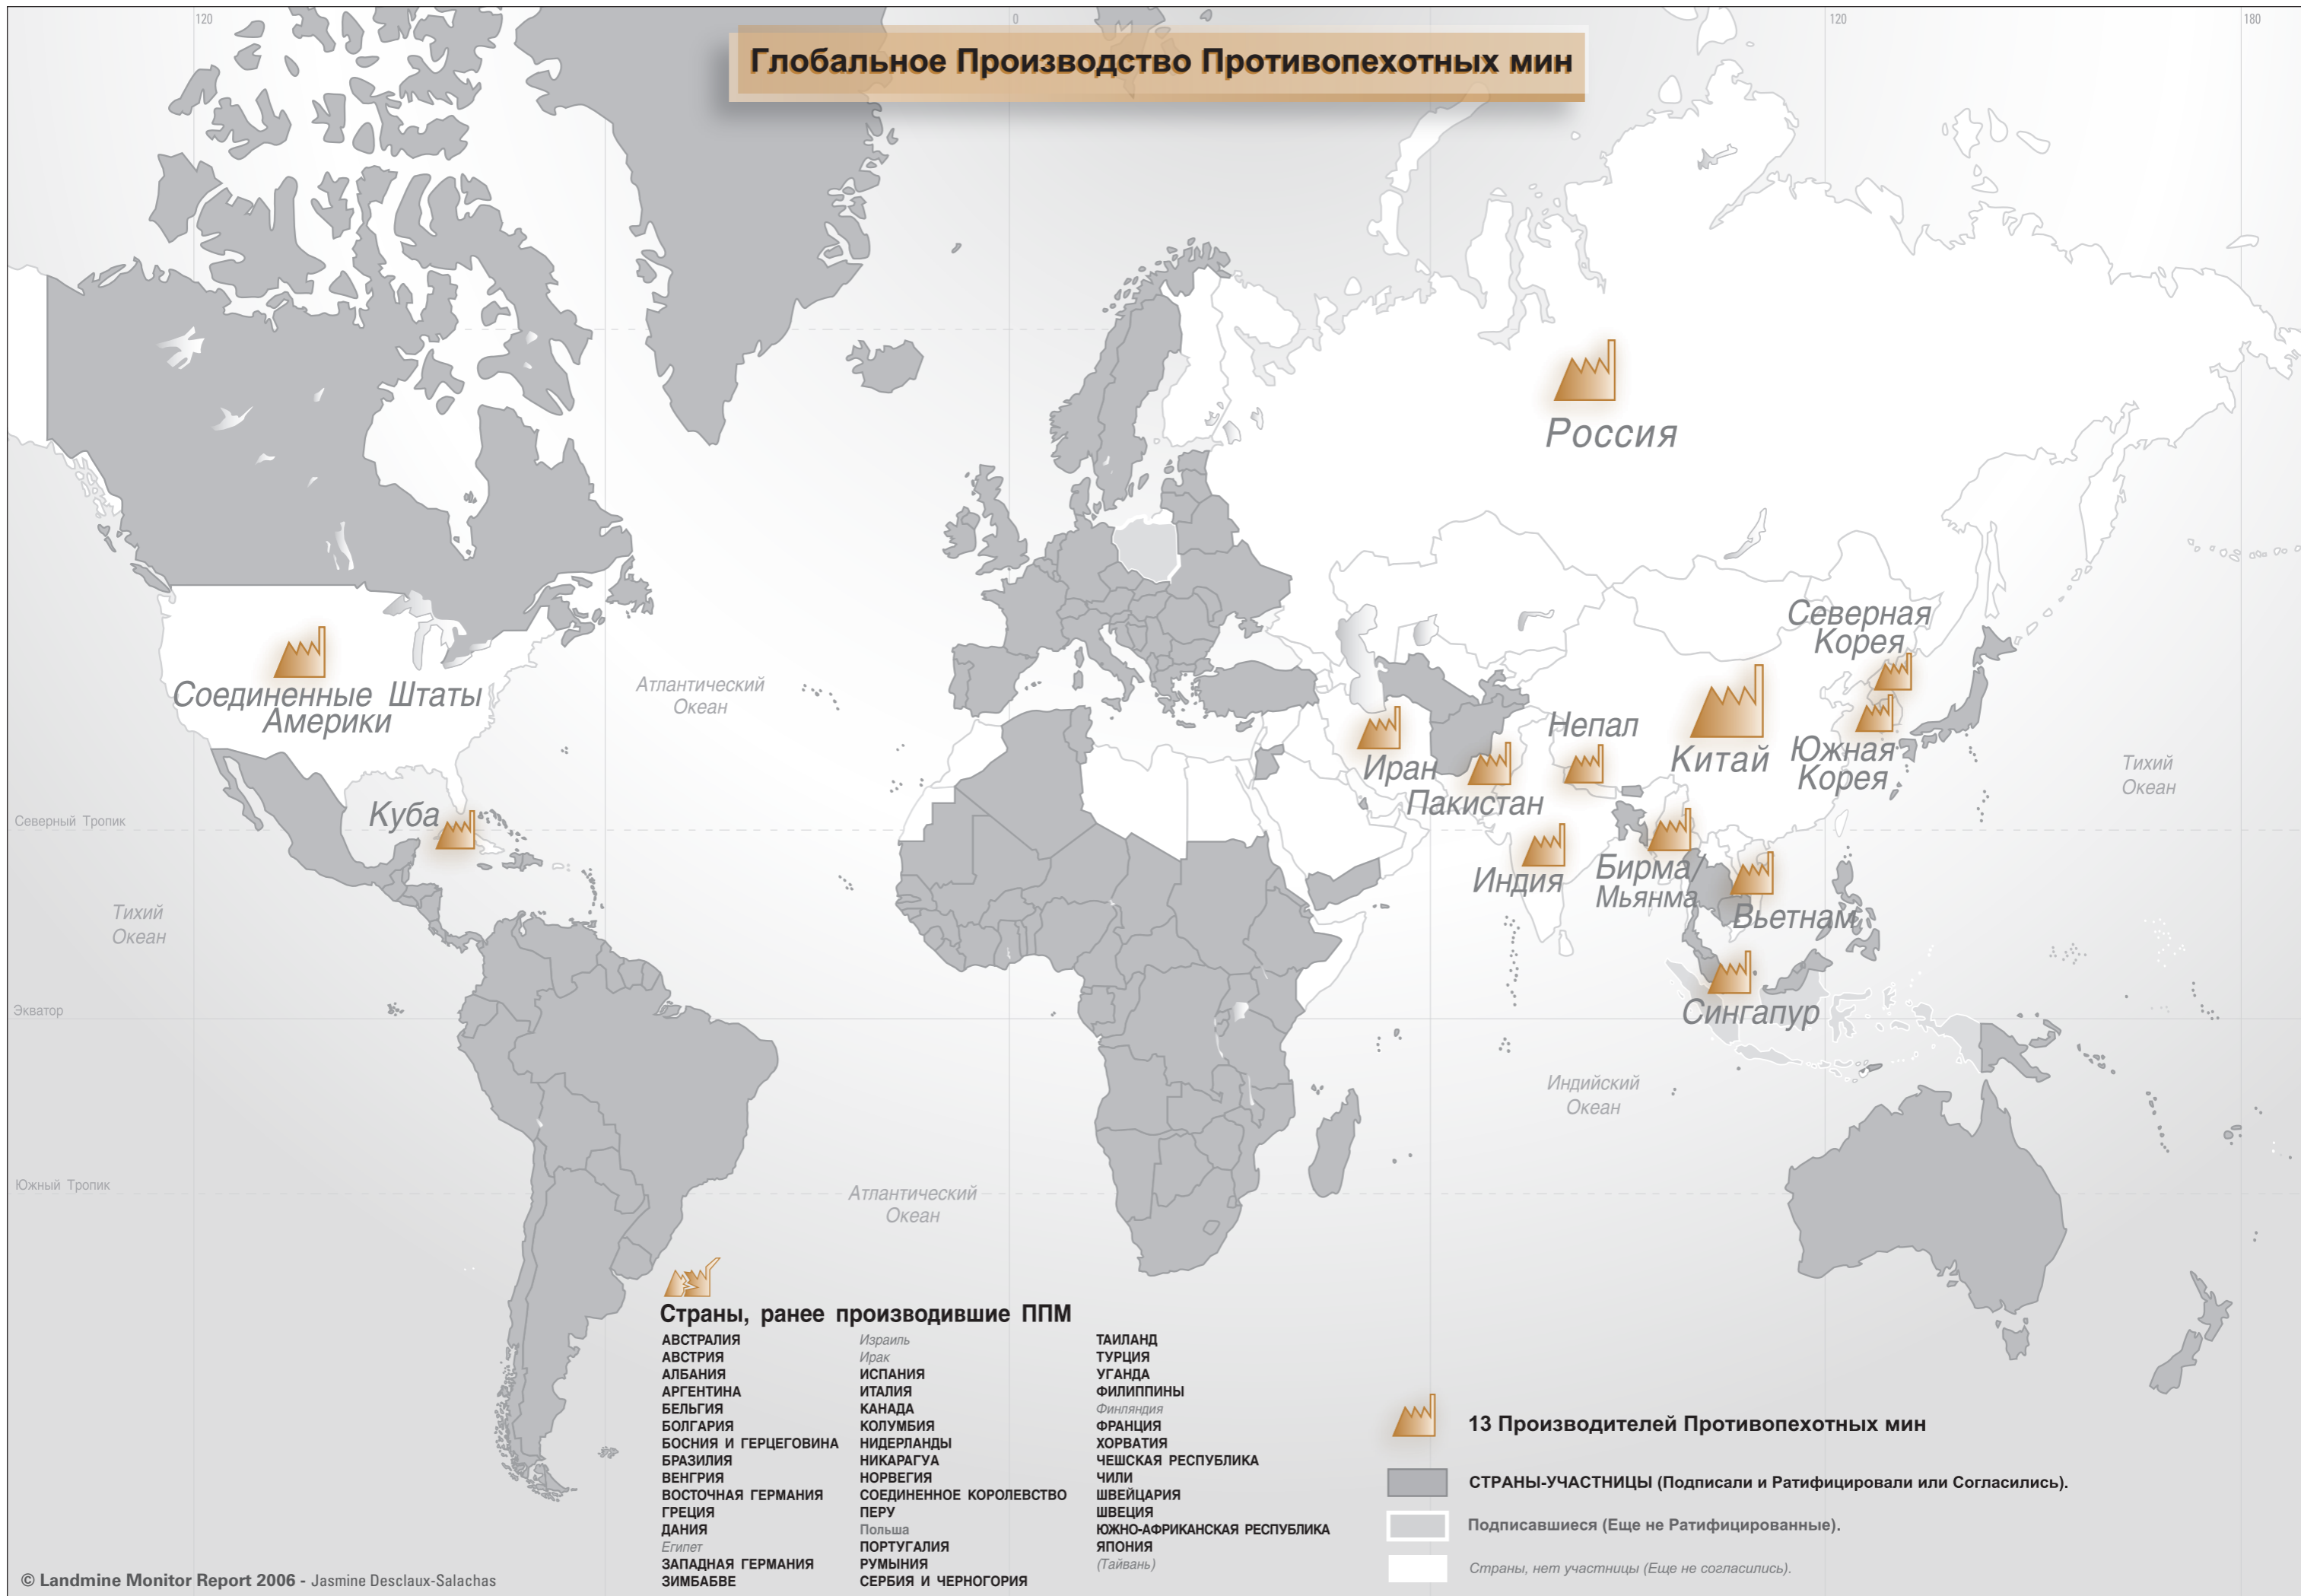 120
0
120
180
Глобальное Производство Противопехотных мин
Россия
Соединенные Штаты
Америки
Куба
Северная
Корея
Южная
Корея
Китай
Непал
Иран
Пакистан
Индия
Бирма/
Мьянма
Вьетнам
Сингапур
Атлантический
Океан
Тихий
Океан
Северный Тропик
Тихий
Океан
Экватор
Индийский
Океан
Южный Тропик
Атлантический
Океан
Страны, ранее производившие ППМ
АВСТРАЛИЯ
АВСТРИЯ
АЛБАНИЯ
АРГЕНТИНА
БЕЛЬГИЯ
БОЛГАРИЯ
БОСНИЯ И ГЕРЦЕГОВИНА
БРАЗИЛИЯ
ВЕНГРИЯ
ВОСТОЧНАЯ ГЕРМАНИЯ
ГРЕЦИЯ
ДАНИЯ
Египет
ЗАПАДНАЯ ГЕРМАНИЯ
ЗИМБАБВЕ
Израиль
Ирак
ИСПАНИЯ
ИТАЛИЯ
КАНАДА
КОЛУМБИЯ
НИДЕРЛАНДЫ
НИКАРАГУА
НОРВЕГИЯ
СОЕДИНЕННОЕ КОРОЛЕВСТВО
ПЕРУ
Польша
ПОРТУГАЛИЯ
РУМЫНИЯ
СЕРБИЯ И ЧЕРНОГОРИЯ
ТАИЛАНД
ТУРЦИЯ
УГАНДА
ФИЛИППИНЫ
Финляндия
ФРАНЦИЯ
ХОРВАТИЯ
ЧЕШСКАЯ РЕСПУБЛИКА
ЧИЛИ
ШВЕЙЦАРИЯ
ШВЕЦИЯ
ЮЖНО-АФРИКАНСКАЯ РЕСПУБЛИКА
ЯПОНИЯ
(Тайвань)
13 Производителей Противопехотных мин
СТРАНЫ-УЧАСТНИЦЫ (Подписали и Ратифицировали или Согласились).
Подписавшиеся (Еще не Ратифицированные).
Страны, нет участницы (Еще не согласились).
© Landmine Monitor Report 2006 - Jasmine Desclaux-Salachas